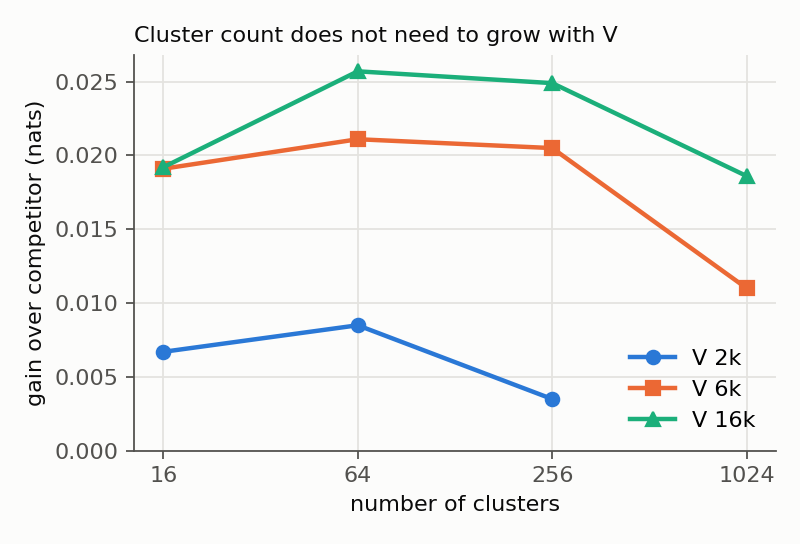 Cluster count does not need to grow with V
gain over competitor (nats)
0.025
0.020
0.015
0.010
0.005
0.000
16
64
256
1024
number of clusters
V 2k
V 6k
V 16k